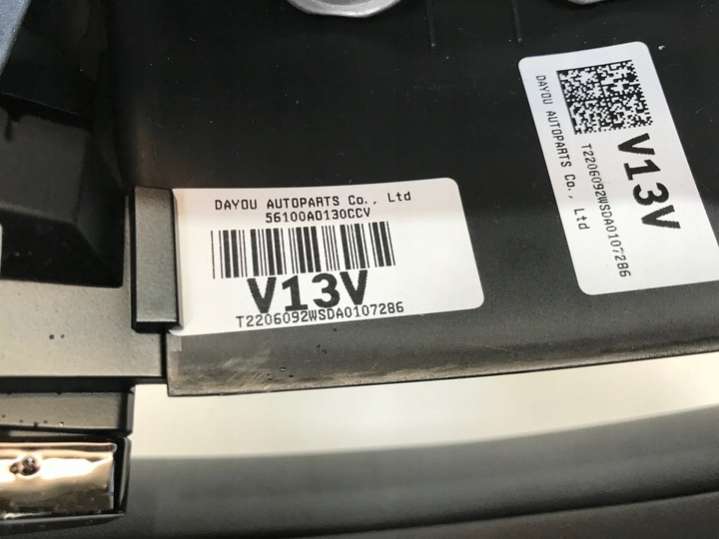 DAYOU AUTOPARTS Co., Ltd
56100A0130CCV
V13V
T2206092WSDA0107286
DAYOU AUTOPARTS Co., Ltd
T2206092WSDA0107286
V13V